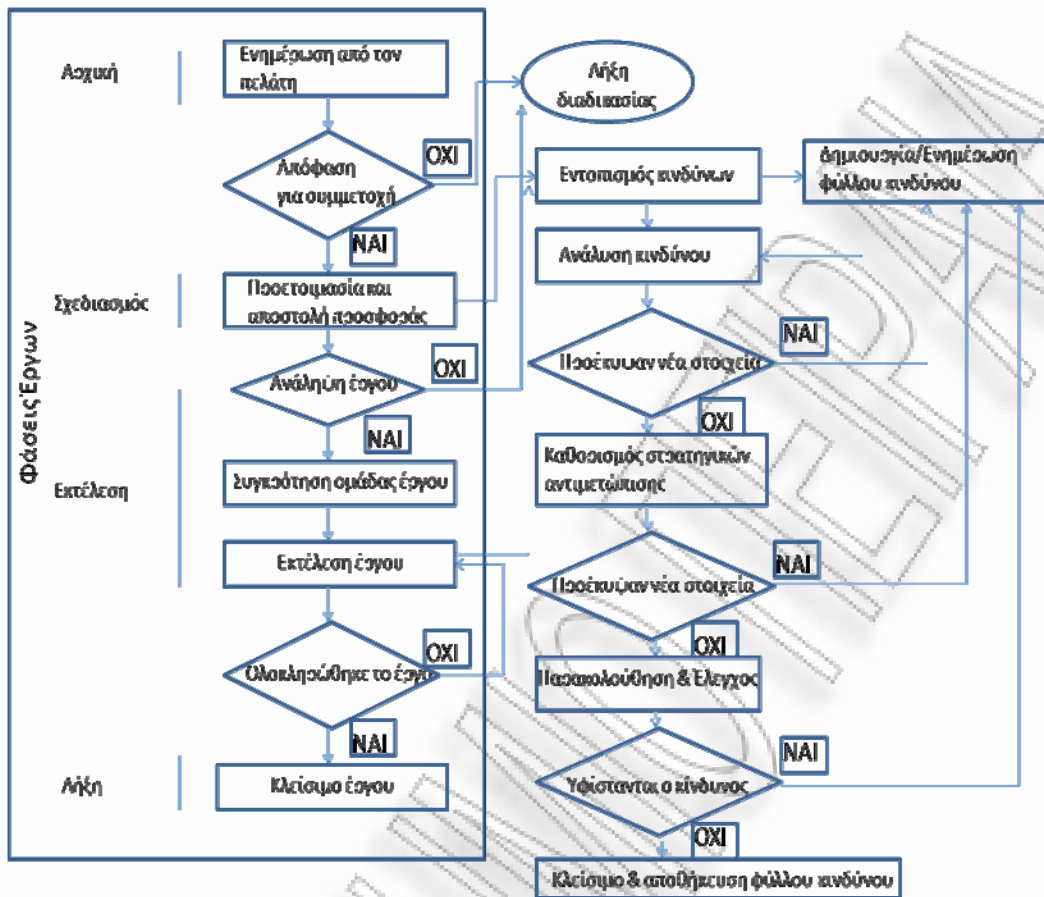 Φάσεις Έργων
Αρχική
Ενημέρωση από τον
πελάτη
Απόφαση
για συμμετοχή
ΟΧΙ
ΝΑΙ
Σχεδιασμός
Προετοιμασία και
αποστολή προσφοράς
Ανάληψη έργου
ΟΧΙ
ΝΑΙ
Εκτέλεση
Συγκρότηση ομάδας έργου
Εκτέλεση έργου
Ολοκληρώθηκε το έργο
ΟΧΙ
ΝΑΙ
Λήξη
Κλείσιμο έργου
Λήξη
διαδικασίας
Εντοπισμός κινδύνων
Δημιουργία/Ενημέρωση
φύλλου κινδύνου
Ανάλυση κινδύνου
Προέκυψαν νέα στοιχεία
ΝΑΙ
ΟΧΙ
Καθορισμός στρατηγικών
αντιμετώπισης
Προέκυψαν νέα στοιχεία
ΝΑΙ
ΟΧΙ
Παρακολούθηση & Έλεγχος
Υφίστανται ο κίνδυνος
ΝΑΙ
ΟΧΙ
Κλείσιμο & αποθήκευση φύλλου κινδύνου